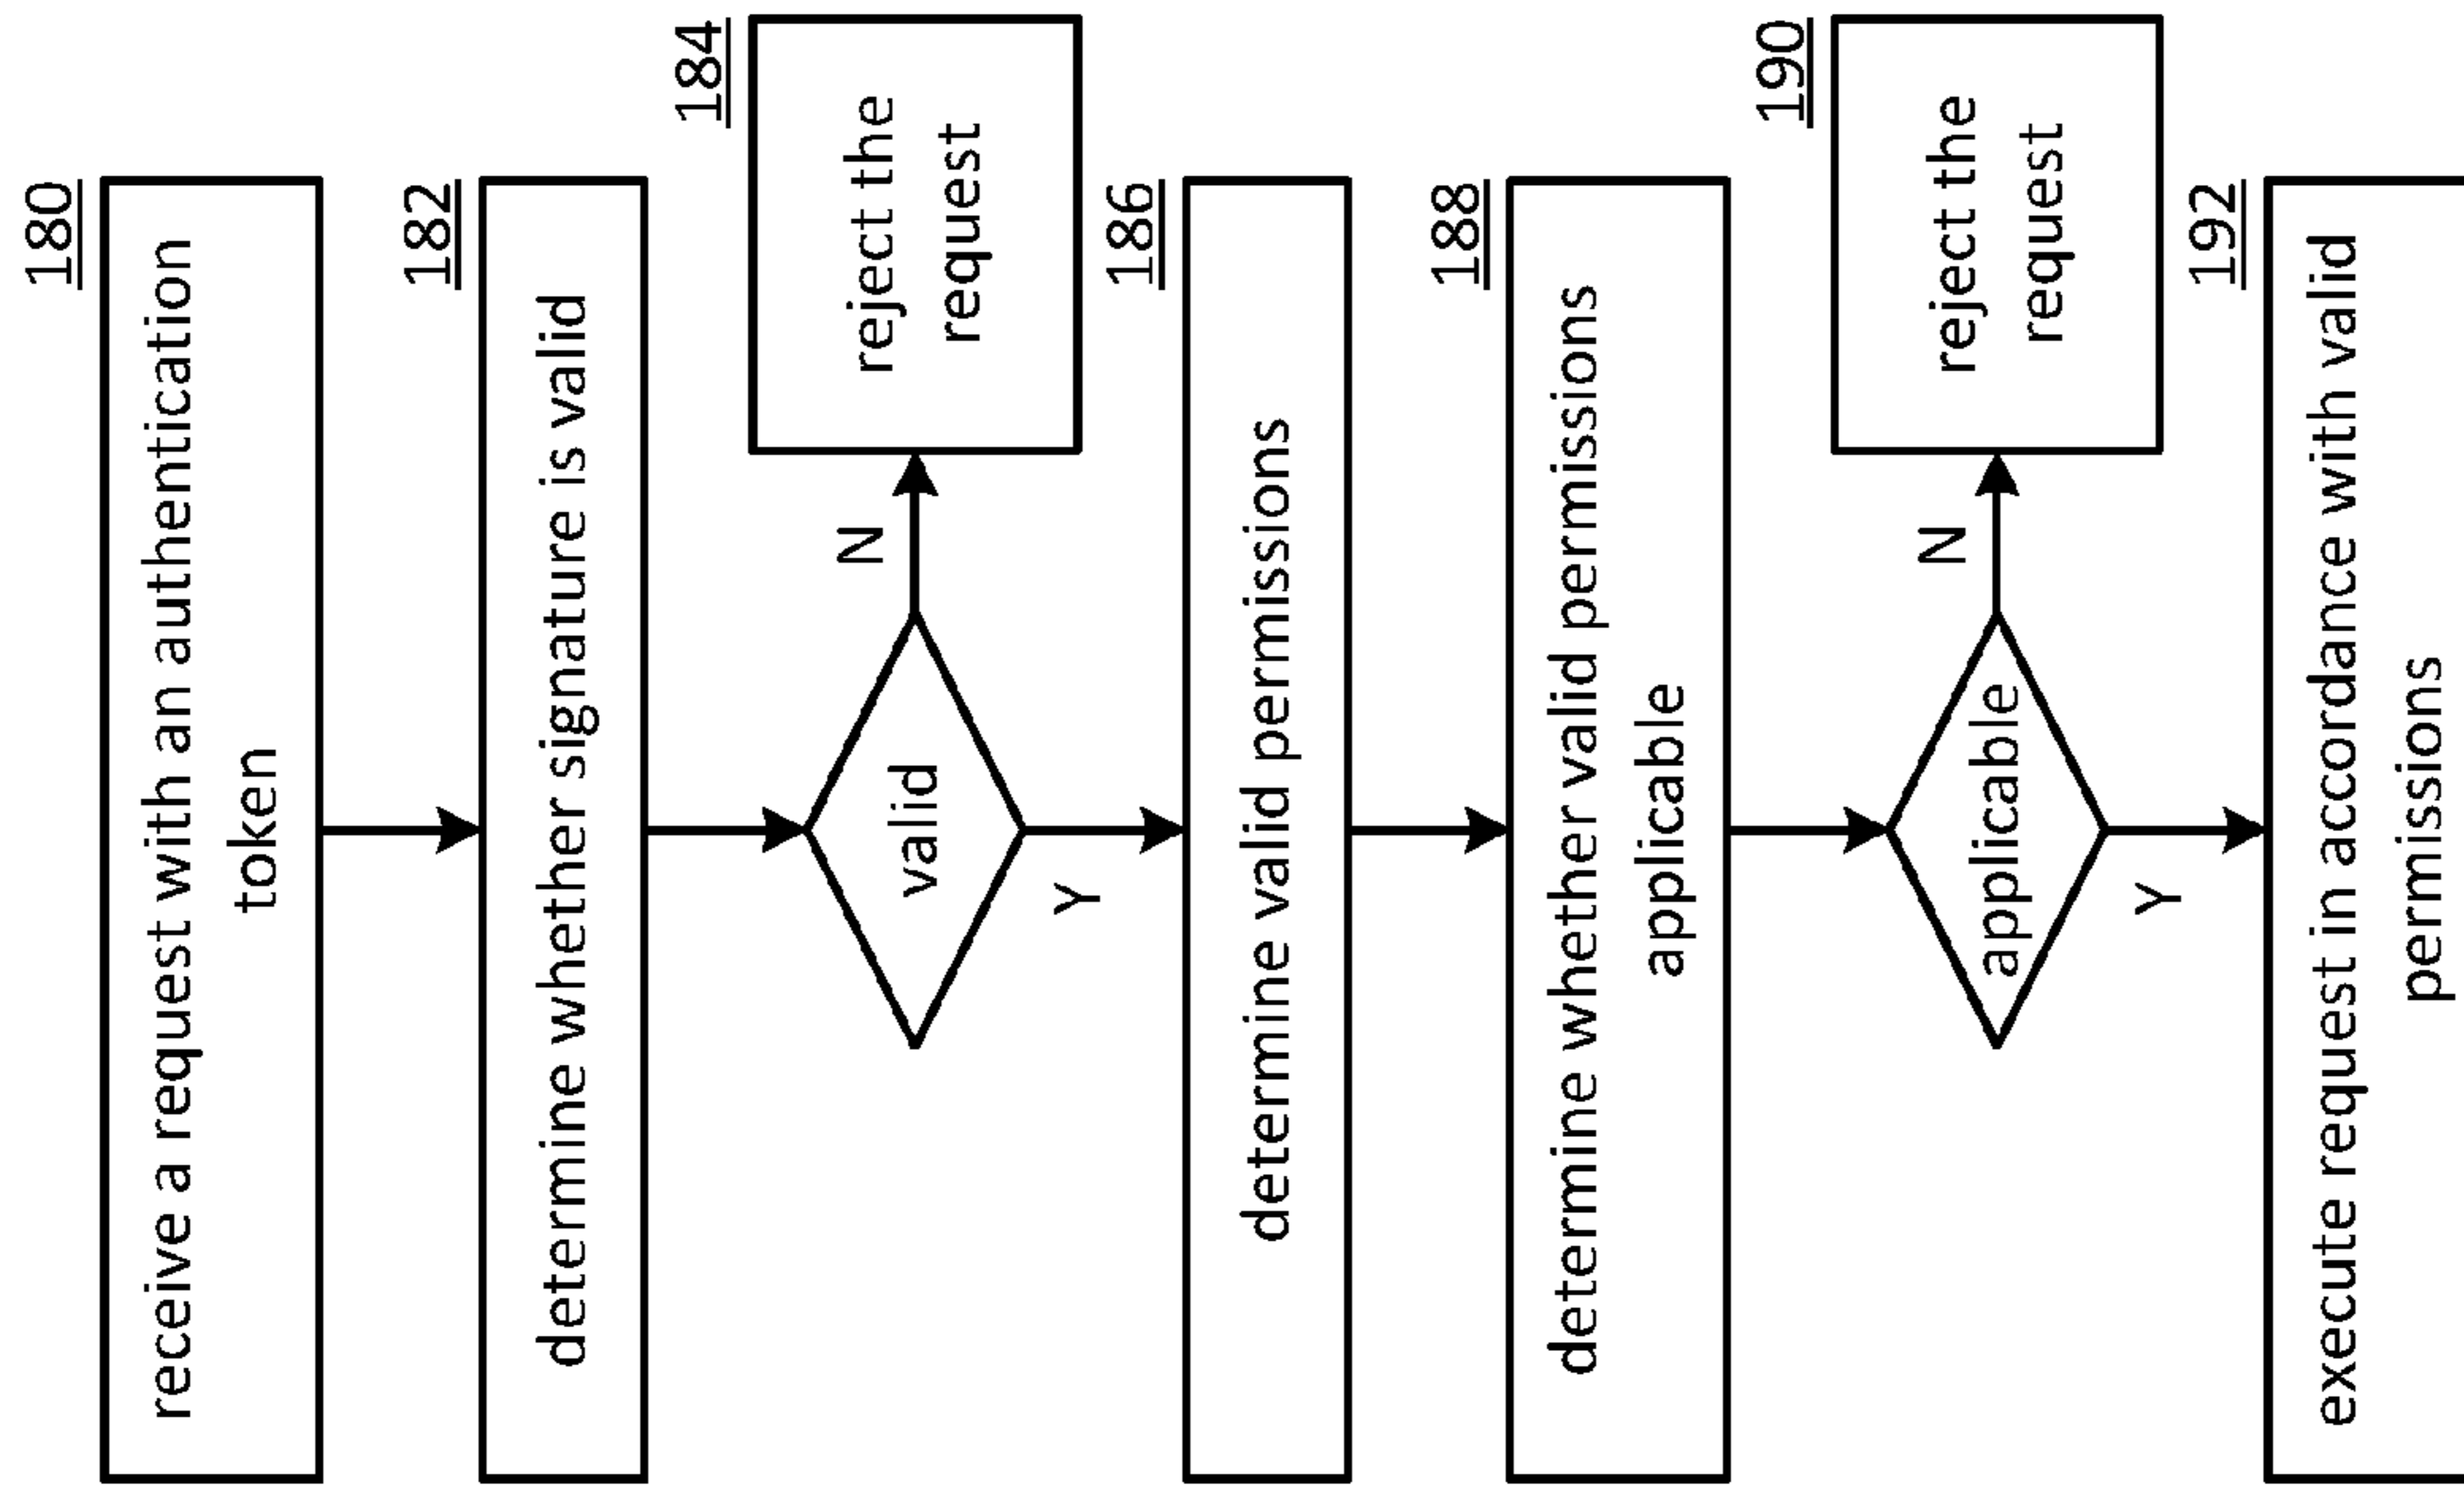 180
receive a request with an authentication
token
182
determine whether signature is valid
valid
N
184
reject the
request
Y
186
determine valid permissions
188
determine whether valid permissions
applicable
applicable
N
190
reject the
request
Y
192
execute request in accordance with valid
permissions